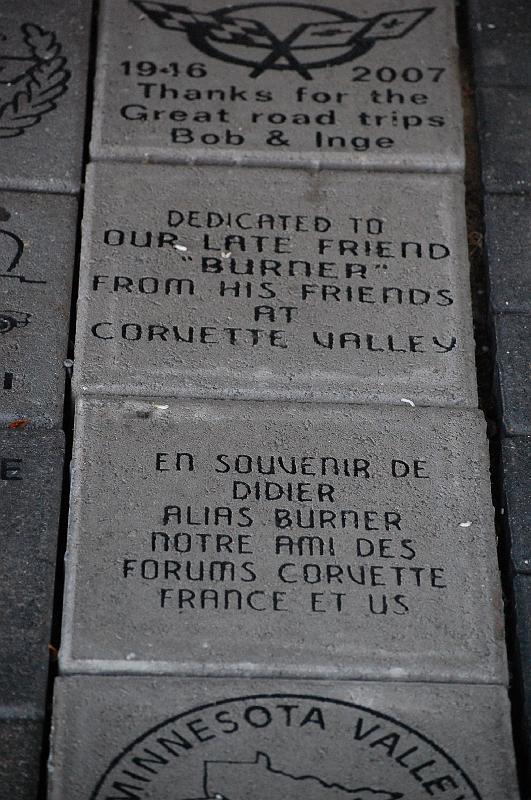 1946 2007
Thanks for the
Great road trips
Bob & Inge
DEDICATED TO
OUR LATE FRIEND
"BURNER"
FROM HIS FRIENDS
AT
CORVETTE VALLEY
EN SOUVENIR DE
DIDIER
ALIAS BURNER
NOTRE AMI DES
FORUMS CORVETTE
FRANCE ET US
MINNESOTA VALLEY